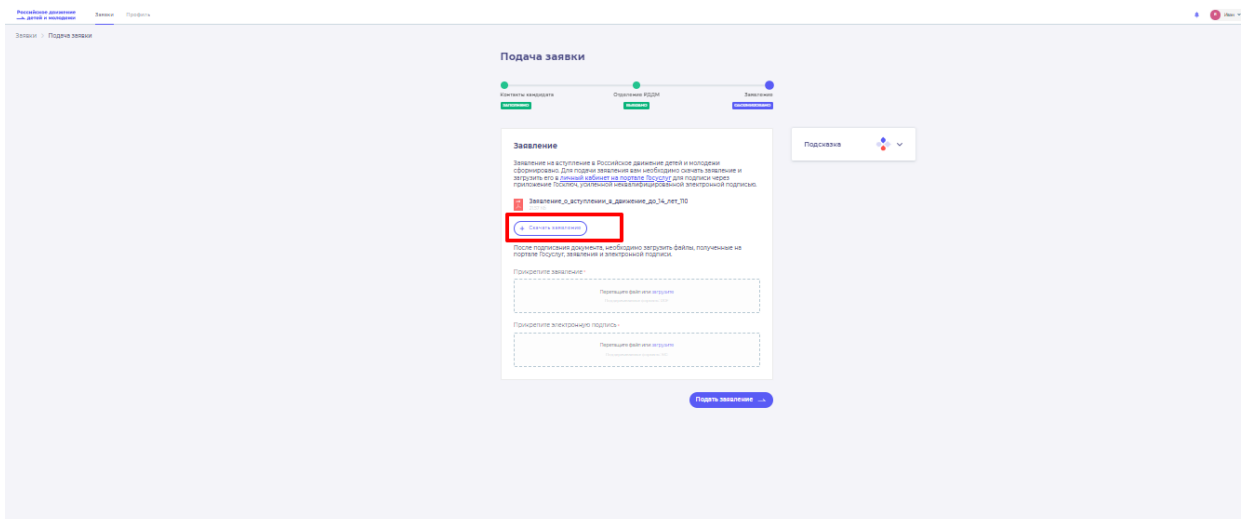 Российское движение
детей и молодежи
Заявки
Профиль
Заявки > Подача заявки
Подача заявки
Контакты кандидата
Отделение РДДМ
Заявление
ЗАПОЛНЕНО
ВЫБРАНО
СФОРМИРОВАНО
Заявление
Заявление на вступление в Российское движение детей и молодежи
сформировано. Для подачи заявления вам необходимо скачать заявление и
загрузить его в личный кабинет на портале Госуслуг для подписи через
приложение Госключ, усиленной неквалифицированной электронной подписью.
Заявление_о_вступлении_в_движение_до_14_лет_110
+ Скачать заявление
После подписания документа, необходимо загрузить файлы, полученные на
портале Госуслуг, заявления и электронной подписи.
Прикрепите заявление
Перетащите файл или загрузите
Прикрепите электронную подпись
Перетащите файл или загрузите
Подать заявление
Подсказка